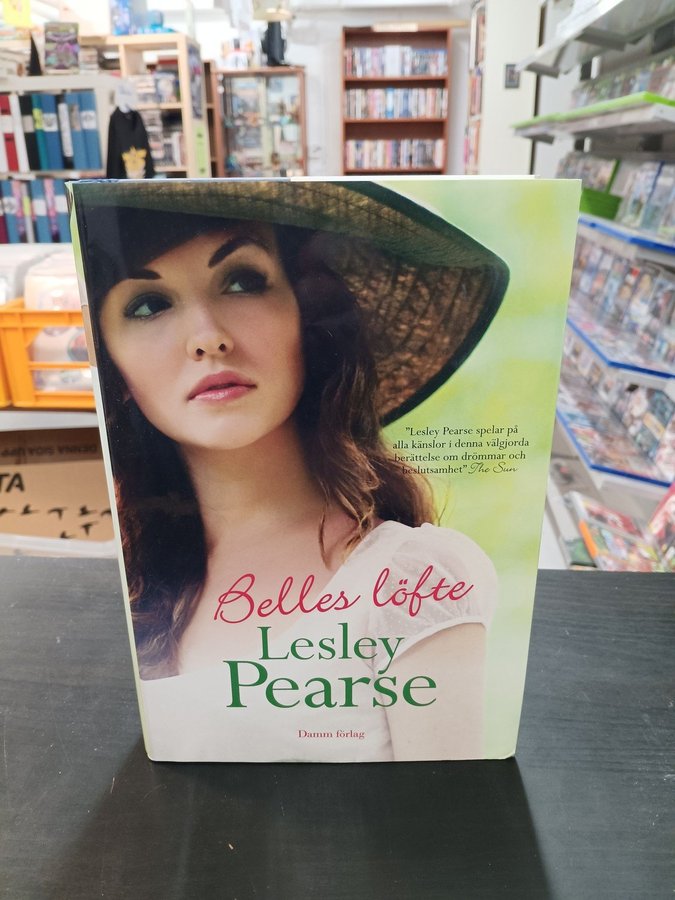 "Lesley Pearse spelar på
alla känslor i denna välgjorda
berättelse om drömmar och
beslutsamhet" The Sun
Belles löfte
Lesley
Pearse
Damm förlag